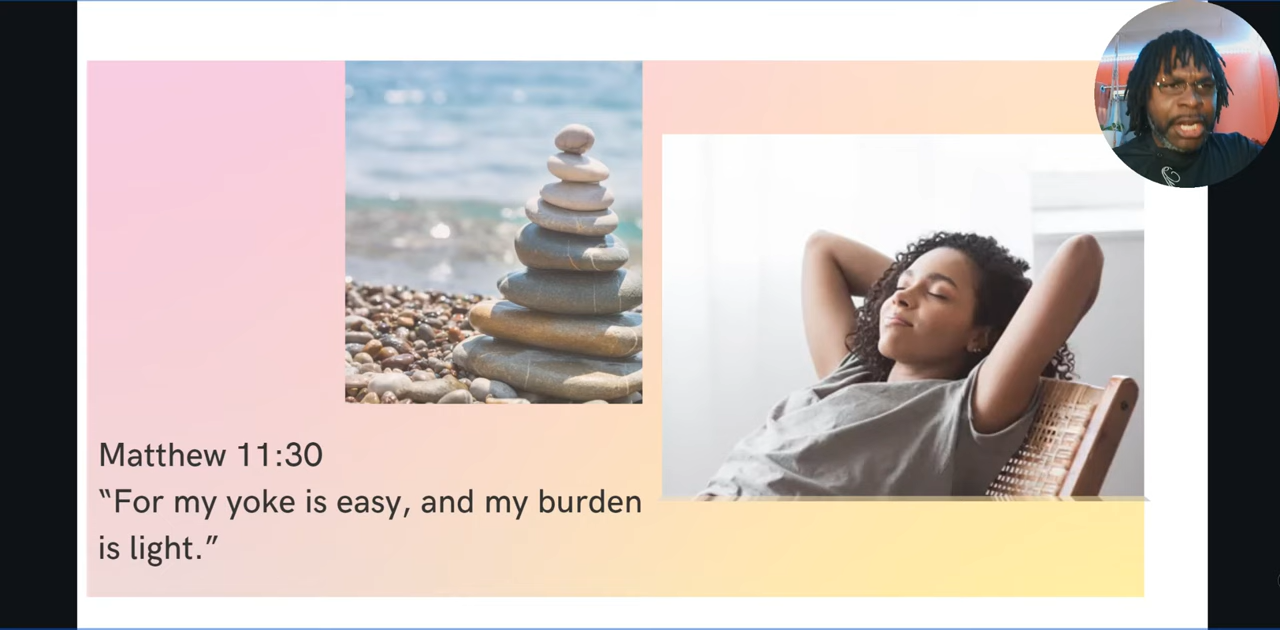 Matthew 11:30
“For my yoke is easy, and my burden
is light.”